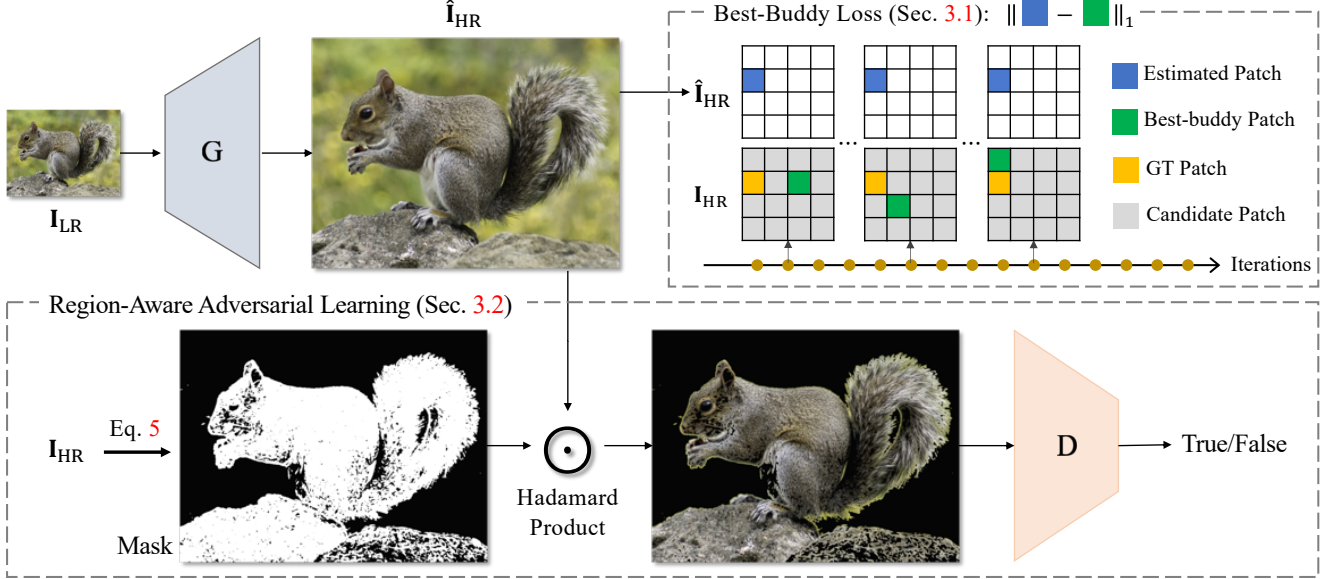 Î_HR
Best-Buddy Loss (Sec. 3.1): ‖ − ‖₁
I_LR
G
Î_HR
I_HR
... ...
Estimated Patch
Best-buddy Patch
GT Patch
Candidate Patch
Iterations
Region-Aware Adversarial Learning (Sec. 3.2)
I_HR
Eq. 5
Mask
Hadamard
Product
D
True/False